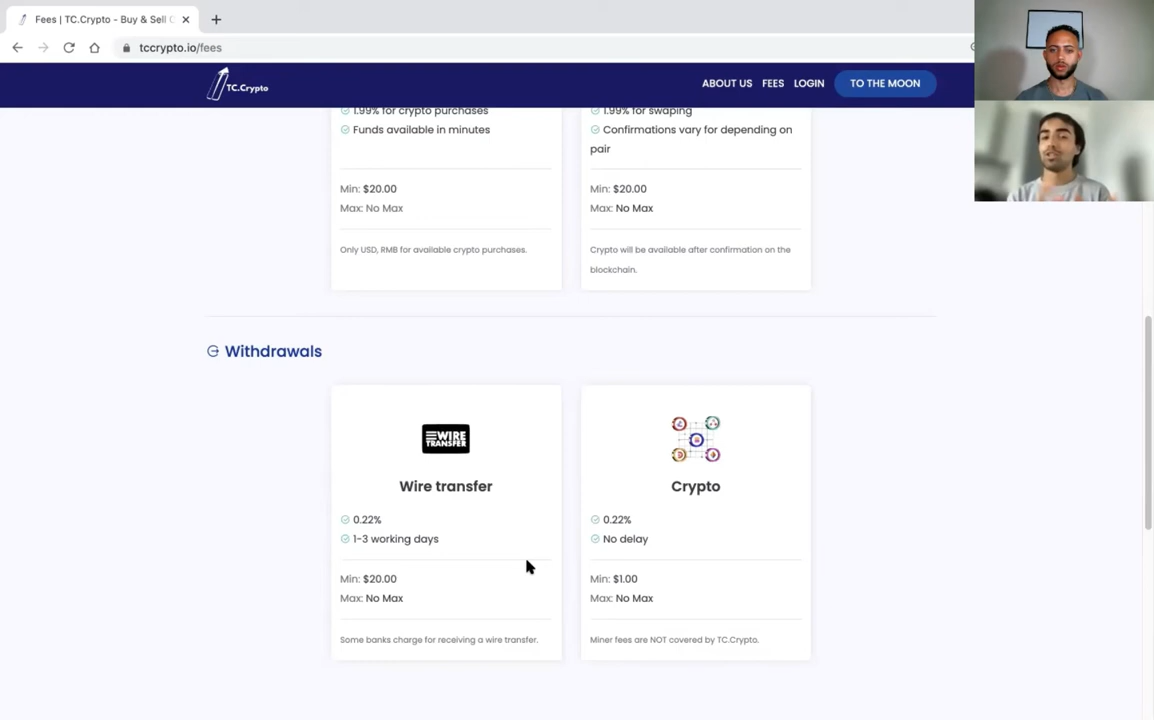 Fees | TC.Crypto - Buy & Sell C
tccrypto.io/fees
TC.Crypto
ABOUT US FEES LOGIN TO THE MOON
1.99% for crypto purchases
Funds available in minutes
Min: $20.00
Max: No Max
Only USD, RMB for available crypto purchases.
1.99% for swaping
Confirmations vary for depending on
pair
Min: $20.00
Max: No Max
Crypto will be available after confirmation on the
blockchain.
Withdrawals
WIRE
TRANSFER
Wire transfer
0.22%
1-3 working days
Min: $20.00
Max: No Max
Some banks charge for receiving a wire transfer.
Crypto
0.22%
No delay
Min: $1.00
Max: No Max
Miner fees are NOT covered by TC.Crypto.